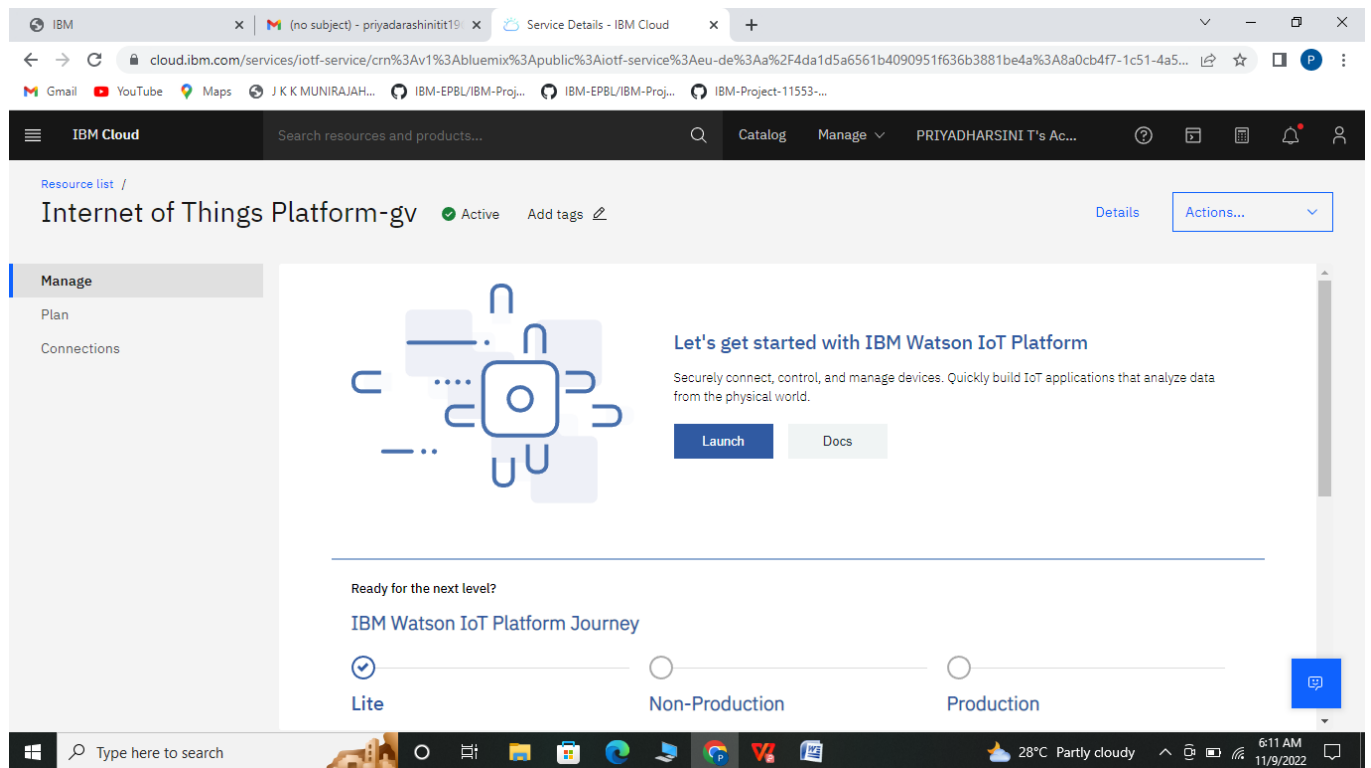 IBM
(no subject) - priyadarashinitit19
Service Details - IBM Cloud
cloud.ibm.com/services/iotf-service/crn%3Av1%3Abluemix%3Apublic%3Aiotf-service%3Aeu-de%3Aa%2F4da1d5a6561b4090951f636b3881be4a%3A8a0cb4f7-1c51-4a5...
P
Gmail
YouTube
Maps
J K K MUNIRAJAH...
IBM-EPBL/IBM-Proj...
IBM-EPBL/IBM-Proj...
IBM-Project-11553-...
IBM Cloud
Search resources and products...
Catalog
Manage
PRIYADHARSINI T's Ac...
Resource list /
Internet of Things Platform-gv
Active
Add tags
Details
Actions...
Manage
Plan
Connections
Let's get started with IBM Watson IoT Platform
Securely connect, control, and manage devices. Quickly build IoT applications that analyze data
from the physical world.
Launch
Docs
Ready for the next level?
IBM Watson IoT Platform Journey
Lite
Non-Production
Production
Type here to search
28°C Partly cloudy
6:11 AM
11/9/2022